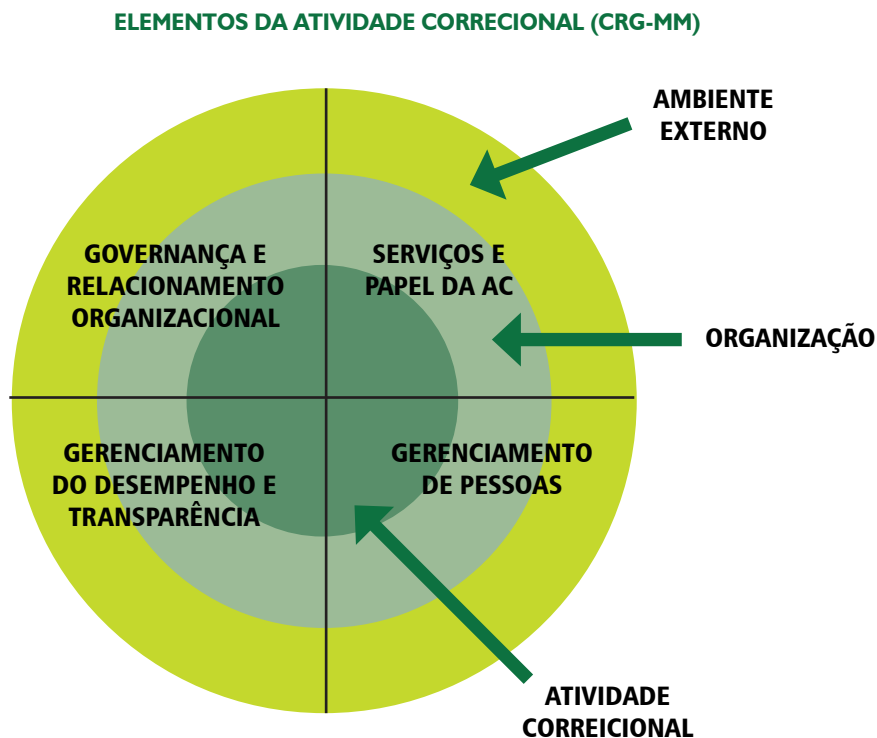 ELEMENTOS DA ATIVIDADE CORRECIONAL (CRG-MM)
AMBIENTE
EXTERNO
GOVERNANÇA E
RELACIONAMENTO
ORGANIZACIONAL
SERVIÇOS E
PAPEL DA AC
ORGANIZAÇÃO
GERENCIAMENTO
DO DESEMPENHO E
TRANSPARÊNCIA
GERENCIAMENTO
DE PESSOAS
ATIVIDADE
CORREICIONAL